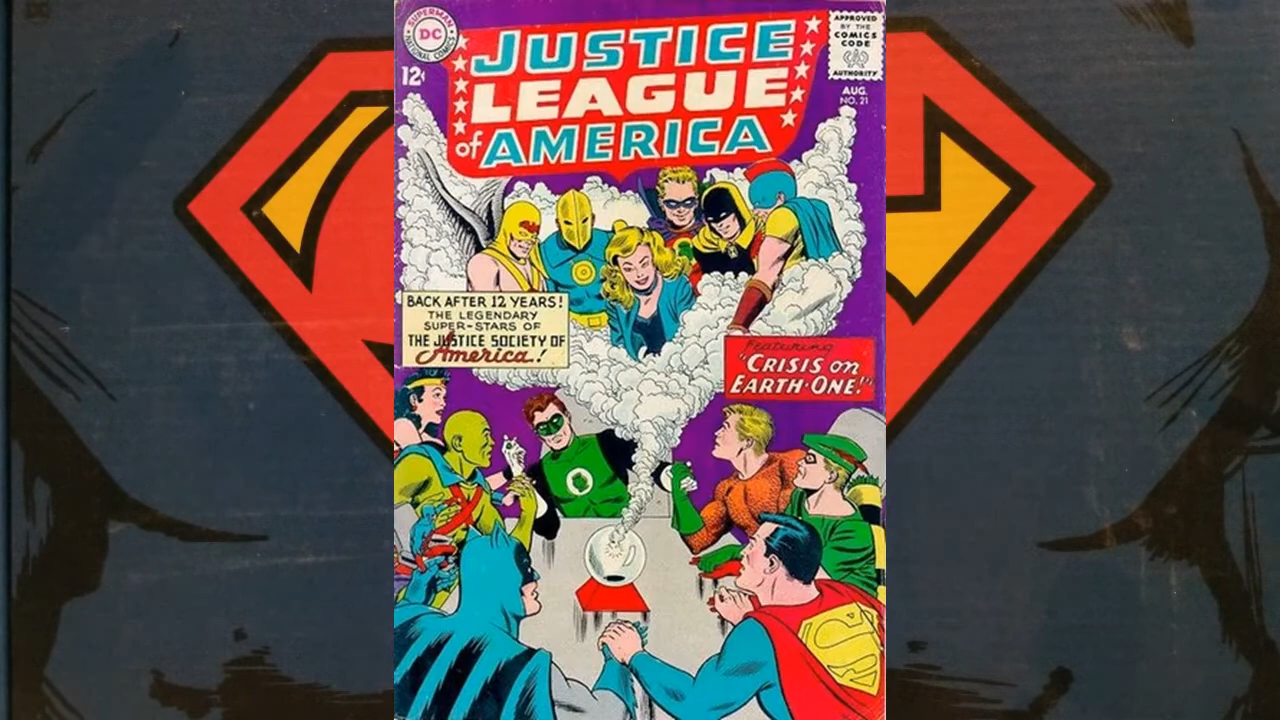 SUPERMAN
DC
NATIONAL COMICS
12¢
JUSTICE
LEAGUE
of AMERICA
APPROVED
BY THE
COMICS
CODE
CA
AUTHORITY
AUG.
NO. 21
BACK AFTER 12 YEARS!
THE LEGENDARY
SUPER-STARS OF
THE JUSTICE SOCIETY OF
America!
Featuring
"CRISIS ON
EARTH-ONE!"